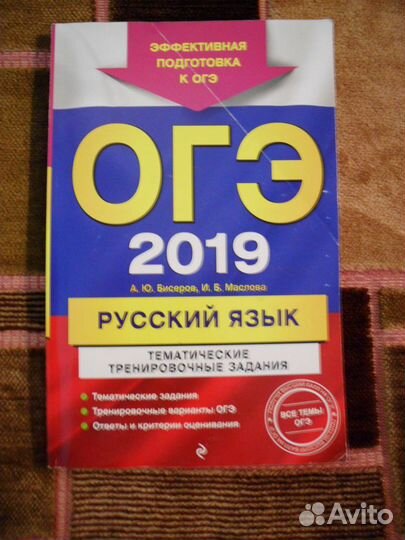 ЭФФЕКТИВНАЯ
ПОДГОТОВКА
К ОГЭ
ОГЭ
2019
А. Ю. Бисеров, И. Б. Маслова
РУССКИЙ ЯЗЫК
ТЕМАТИЧЕСКИЕ
ТРЕНИРОВОЧНЫЕ ЗАДАНИЯ
Тематические задания
Тренировочные варианты ОГЭ
Ответы и критерии оценивания
ВСЕ ТЕМЫ
ОГЭ
Avito